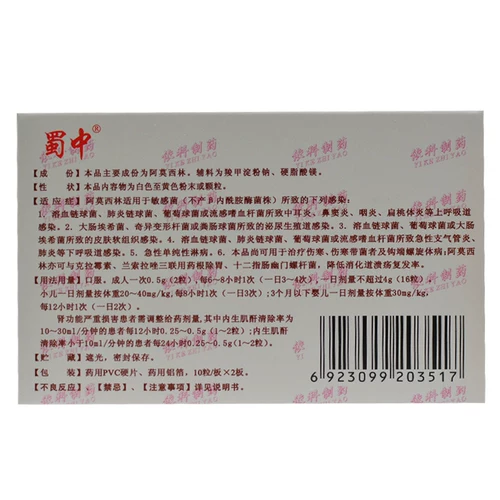 蜀中®
【成 份】本品主要成份为阿莫西林。辅料为羧甲淀粉钠、硬脂酸镁。
【性 状】本品内容物为白色至黄色粉末或颗粒。
【适应症】阿莫西林适用于敏感菌（不产β内酰胺酶菌株）所致的下列感染：
1. 溶血链球菌、肺炎链球菌、葡萄球菌或流感嗜血杆菌所致中耳炎、鼻窦炎、咽炎、扁桃体炎等上呼吸道
感染。2. 大肠埃希菌、奇异变形杆菌或粪肠球菌所致的泌尿生殖道感染。3. 溶血链球菌、葡萄球菌或大肠
埃希菌所致的皮肤软组织感染。4. 溶血链球菌、肺炎链球菌、葡萄球菌或流感嗜血杆菌所致急性支气管炎、
肺炎等下呼吸道感染。5. 急性单纯性淋病。6. 本品尚可用于治疗伤寒、伤寒带菌者及钩端螺旋体病；阿莫西
林亦可与克拉霉素、兰索拉唑三联用药根除胃、十二指肠幽门螺杆菌，降低消化道溃疡复发率。
【用法用量】口服。成人一次0.5g（2粒），每6~8小时1次（一日3~4次），一日剂量不超过4g（16粒）。
小儿一日剂量按体重20~40mg/kg，每8小时1次（一日3次）；3个月以下婴儿一日剂量按体重30mg/kg，
每12小时1次（一日2次）。
肾功能严重损害患者需调整给药剂量，其中内生肌酐清除率为
10~30ml/分钟的患者每12小时0.25~0.5g（1~2粒）；内生肌酐
清除率小于10ml/分钟的患者每24小时0.25~0.5g（1~2粒）。
【贮 藏】遮光，密封保存。
【包 装】药用PVC硬片、药用铝箔，10粒/板×2板。
【不良反应】、【禁忌】、【注意事项】详见说明书。
6 923099 203517
依科制药
YI KE ZHI YAO